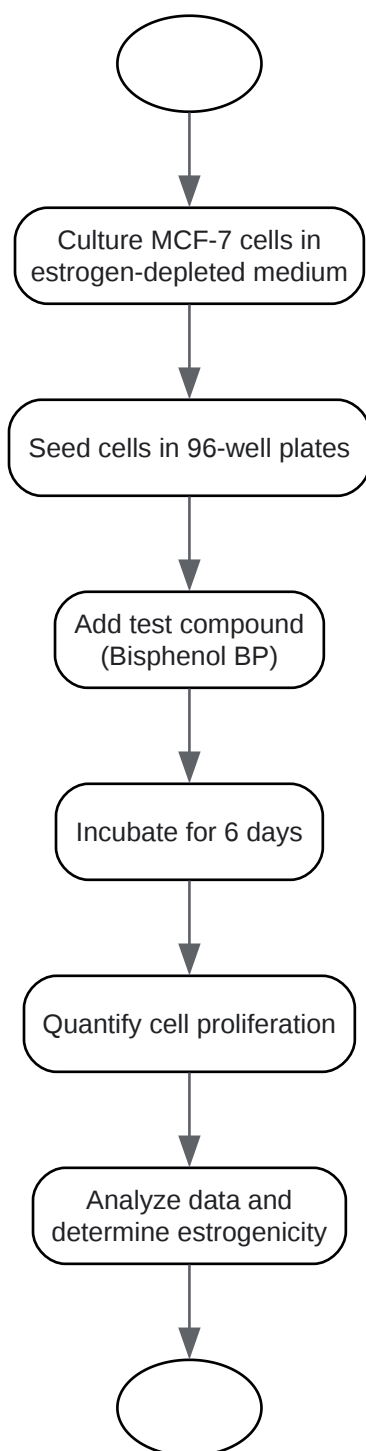 Culture MCF-7 cells in
estrogen-depleted medium
Seed cells in 96-well plates
Add test compound
(Bisphenol BP)
Incubate for 6 days
Quantify cell proliferation
Analyze data and
determine estrogenicity